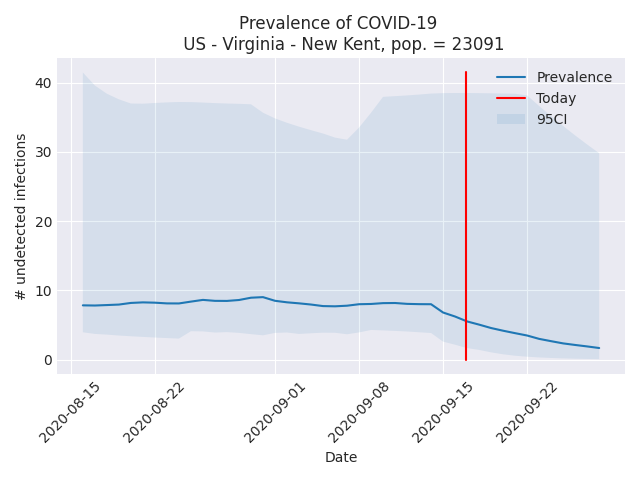 Prevalence of COVID-19
US - Virginia - New Kent, pop. = 23091
# undetected infections
40
30
20
10
0
Prevalence
Today
95CI
2020-08-15
2020-08-22
2020-09-01
2020-09-08
2020-09-15
2020-09-22
Date